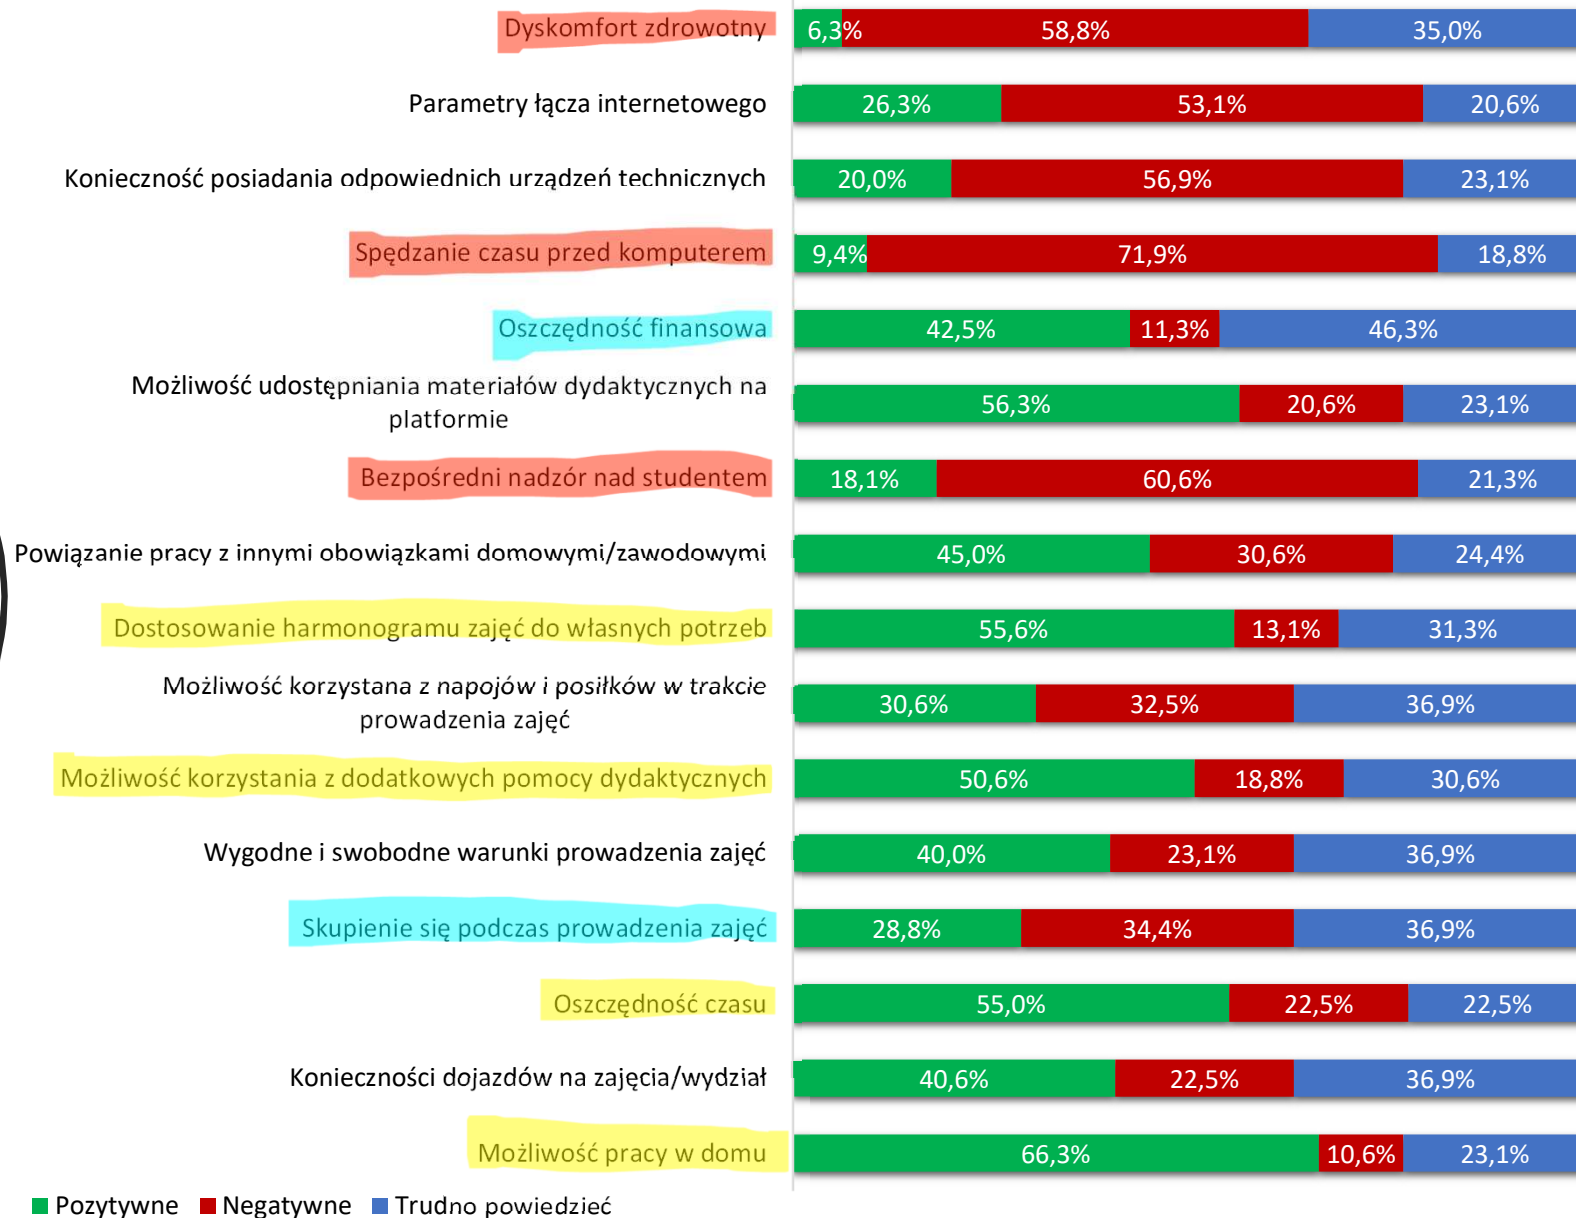 Dyskomfort zdrowotny 6,3% 58,8% 35,0%
Parametry łącza internetowego 26,3% 53,1% 20,6%
Konieczność posiadania odpowiednich urządzeń technicznych 20,0% 56,9% 23,1%
Spędzanie czasu przed komputerem 9,4% 71,9% 18,8%
Oszczędność finansowa 42,5% 11,3% 46,3%
Możliwość udostępniania materiałów dydaktycznych na
platformie 56,3% 20,6% 23,1%
Bezpośredni nadzór nad studentem 18,1% 60,6% 21,3%
Powiązanie pracy z innymi obowiązkami domowymi/zawodowymi 45,0% 30,6% 24,4%
Dostosowanie harmonogramu zajęć do własnych potrzeb 55,6% 13,1% 31,3%
Możliwość korzystana z napojów i posiłków w trakcie
prowadzenia zajęć 30,6% 32,5% 36,9%
Możliwość korzystania z dodatkowych pomocy dydaktycznych 50,6% 18,8% 30,6%
Wygodne i swobodne warunki prowadzenia zajęć 40,0% 23,1% 36,9%
Skupienie się podczas prowadzenia zajęć 28,8% 34,4% 36,9%
Oszczędność czasu 55,0% 22,5% 22,5%
Konieczności dojazdów na zajęcia/wydział 40,6% 22,5% 36,9%
Możliwość pracy w domu 66,3% 10,6% 23,1%
Pozytywne Negatywne Trudno powiedzieć